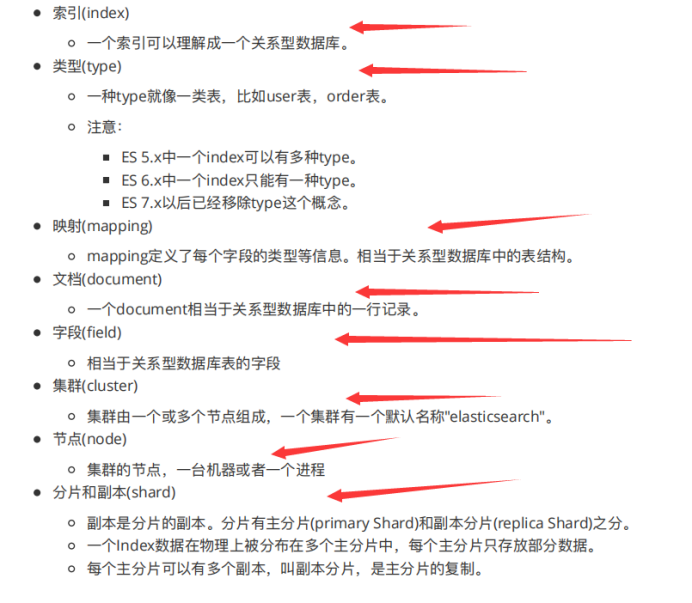 索引(index)
一个索引可以理解成一个关系型数据库。
类型(type)
一种type就像一类表，比如user表，order表。
注意：
ES 5.x中一个index可以有多种type。
ES 6.x中一个index只能有一种type。
ES 7.x以后已经移除type这个概念。
映射(mapping)
mapping定义了每个字段的类型等信息。相当于关系型数据库中的表结构。
文档(document)
一个document相当于关系型数据库中的一行记录。
字段(field)
相当于关系型数据库表的字段
集群(cluster)
集群由一个或多个节点组成，一个集群有一个默认名称"elasticsearch"。
节点(node)
集群的节点，一台机器或者一个进程
分片和副本(shard)
副本是分片的副本。分片有主分片(primary Shard)和副本分片(replica Shard)之分。
一个Index数据在物理上被分布在多个主分片中，每个主分片只存放部分数据。
每个主分片可以有多个副本，叫副本分片，是主分片的复制。